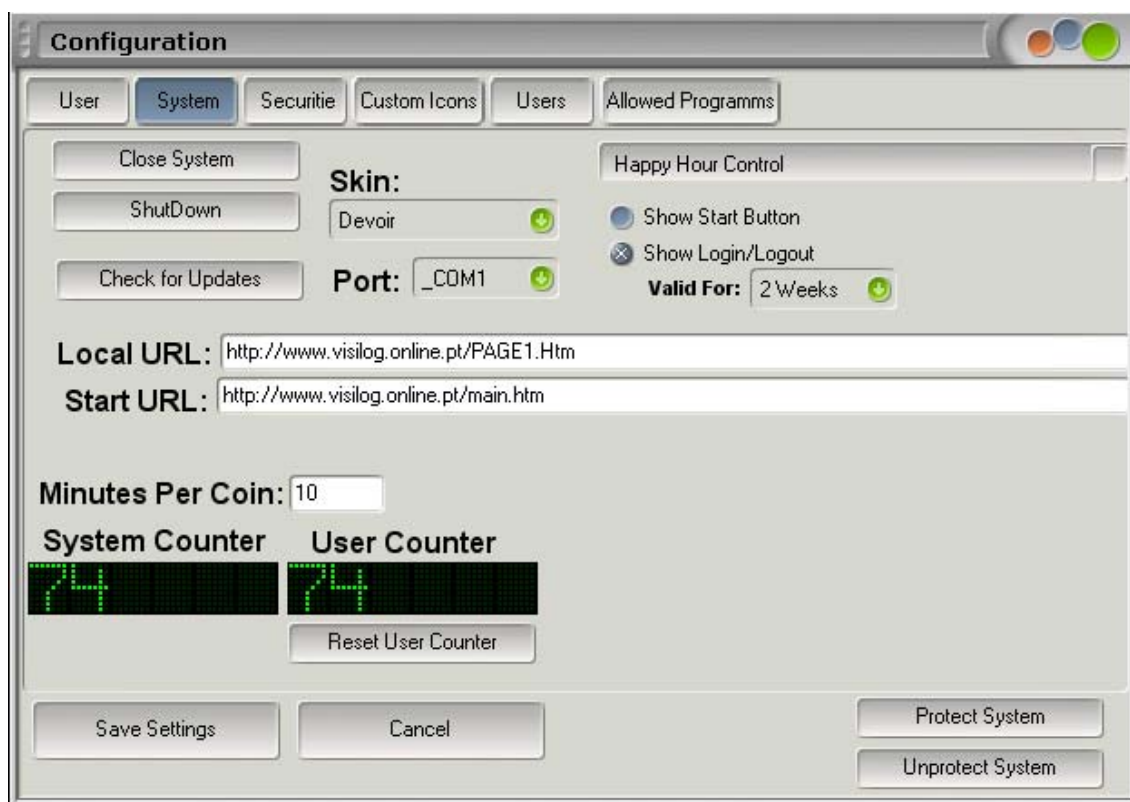 Configuration
User System Securitie Custom Icons Users Allowed Programms
Close System
ShutDown
Check for Updates
Skin:
Devoir
Port: _COM1
Happy Hour Control
Show Start Button
Show Login/Logout
Valid For: 2 Weeks
Local URL: http://www.visilog.online.pt/PAGE1.Htm
Start URL: http://www.visilog.online.pt/main.htm
Minutes Per Coin: 10
System Counter User Counter
74 74
Reset User Counter
Save Settings Cancel
Protect System
Unprotect System